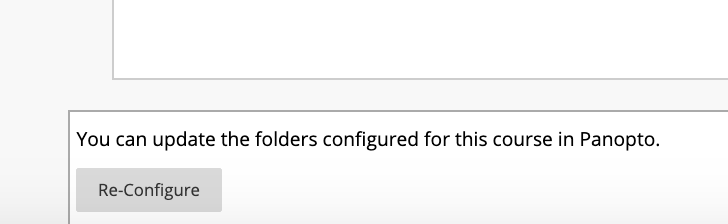 You can update the folders configured for this course in Panopto.
Re-Configure